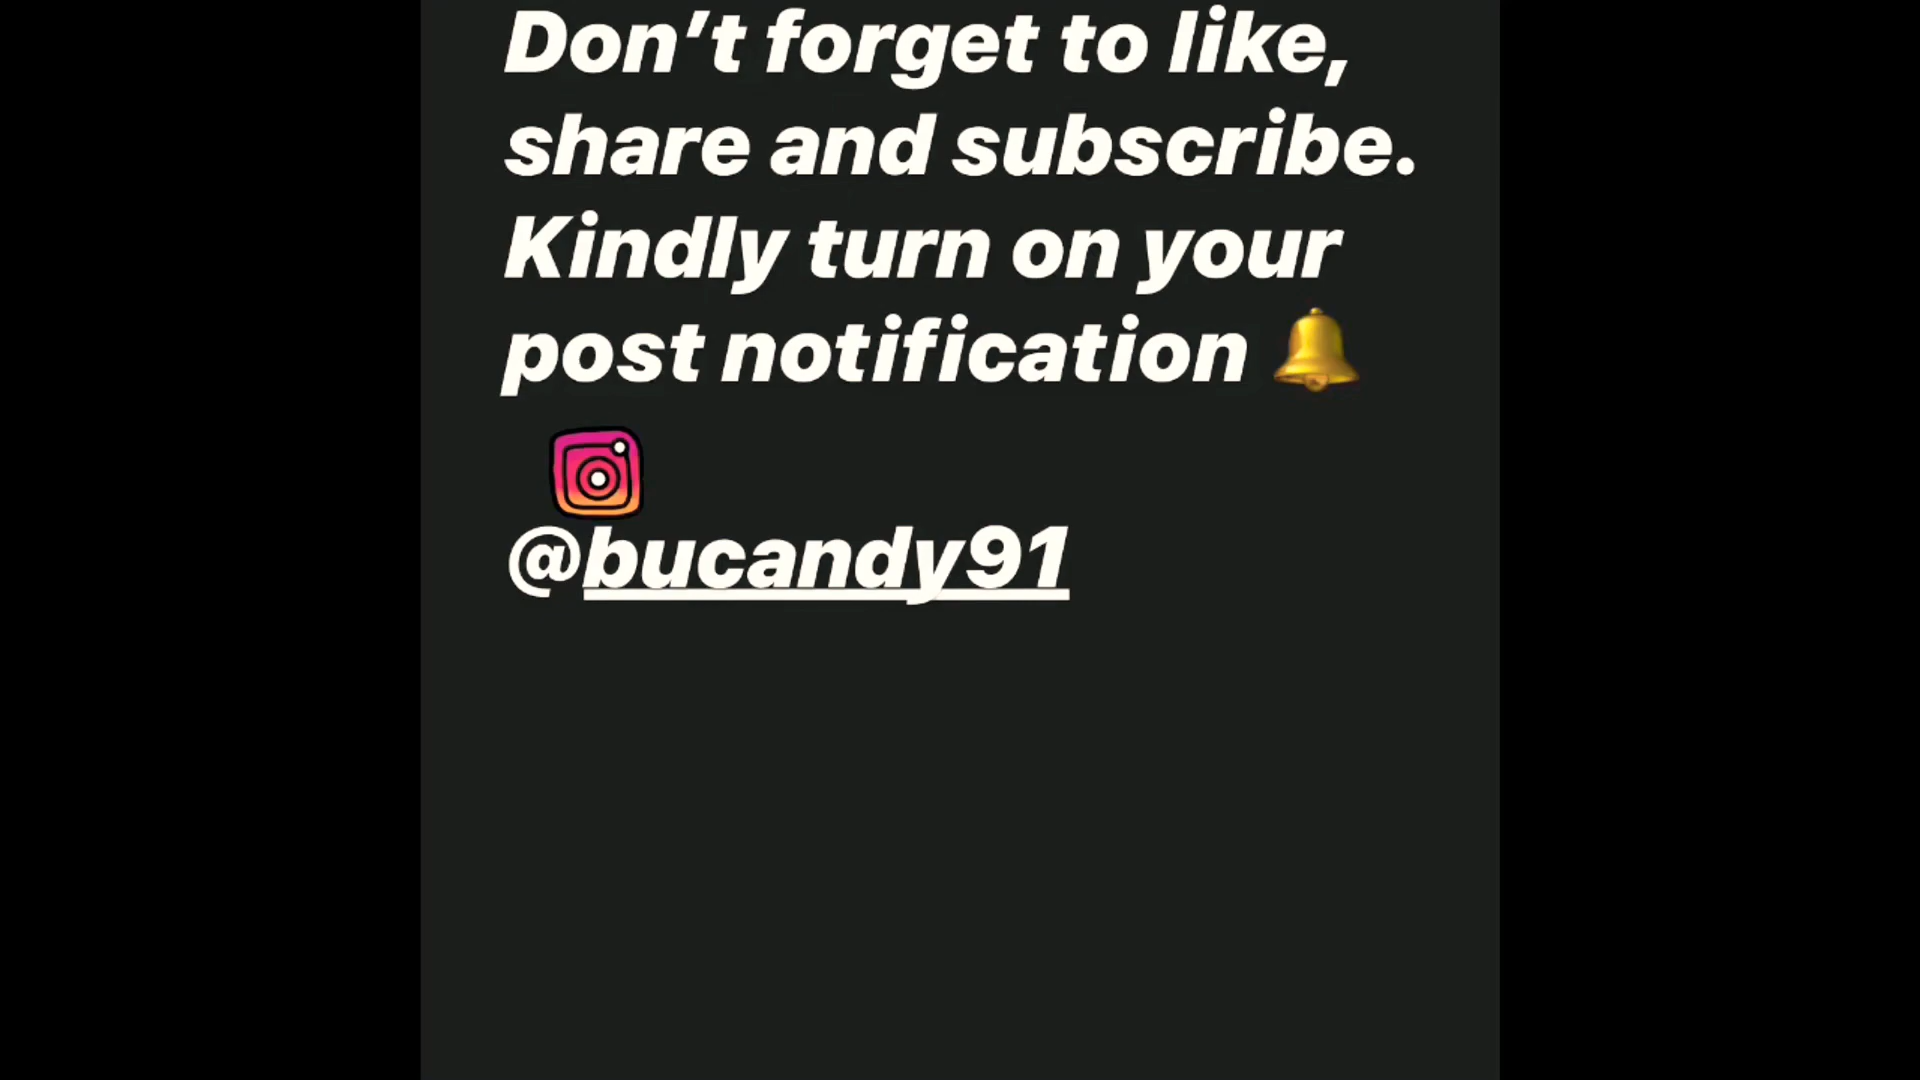 Don’t forget to like,
share and subscribe.
Kindly turn on your
post notification 🔔
@bucandy91